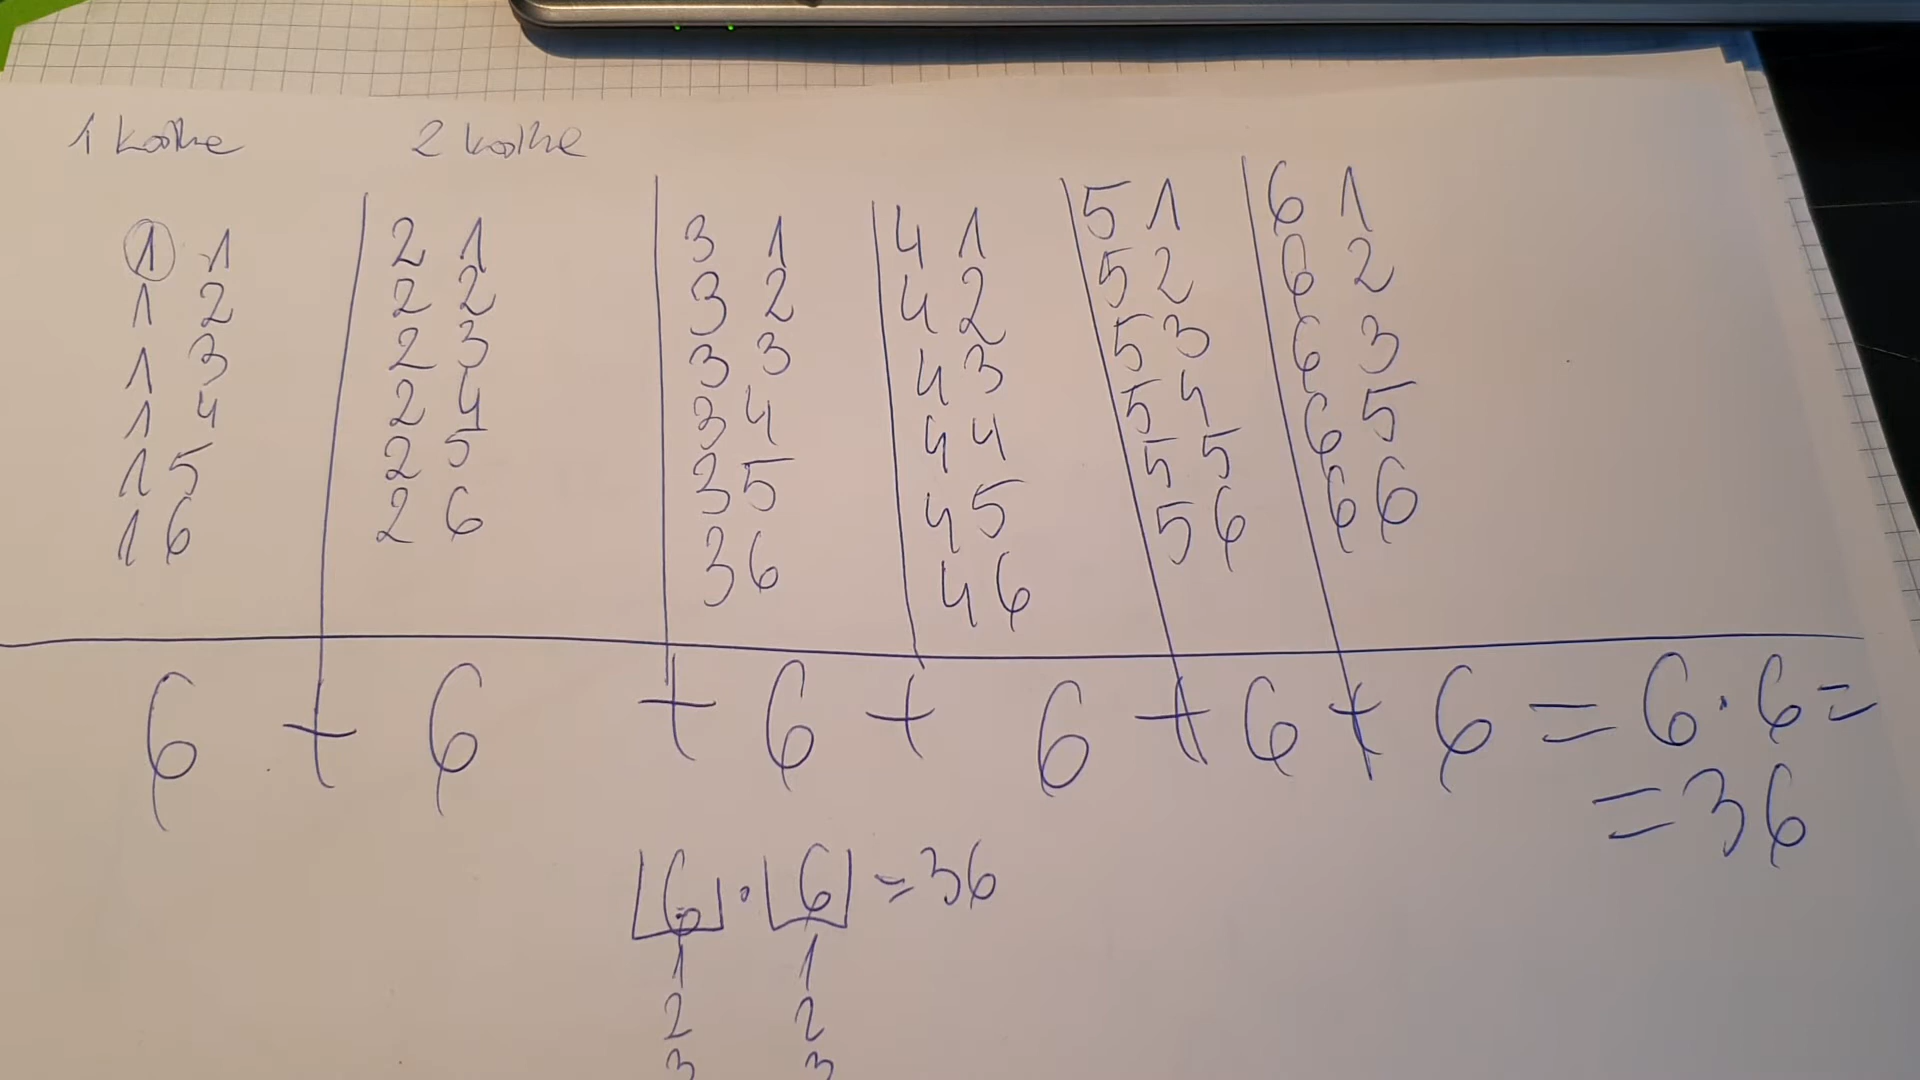 1 kostka 2 kostka
1 1 2 1 3 1 4 1 5 1 6 1
1 2 2 2 3 2 4 2 5 2 6 2
1 3 2 3 3 3 4 3 5 3 6 3
1 4 2 4 3 4 4 4 5 4 6 5
1 5 2 5 3 5 4 5 5 5 6 6
1 6 2 6 3 6 4 6 5 6
6 + 6 + 6 + 6 + 6 + 6 = 6 · 6 =
= 36
6 · 6 = 36
1 1
2 2
3 3